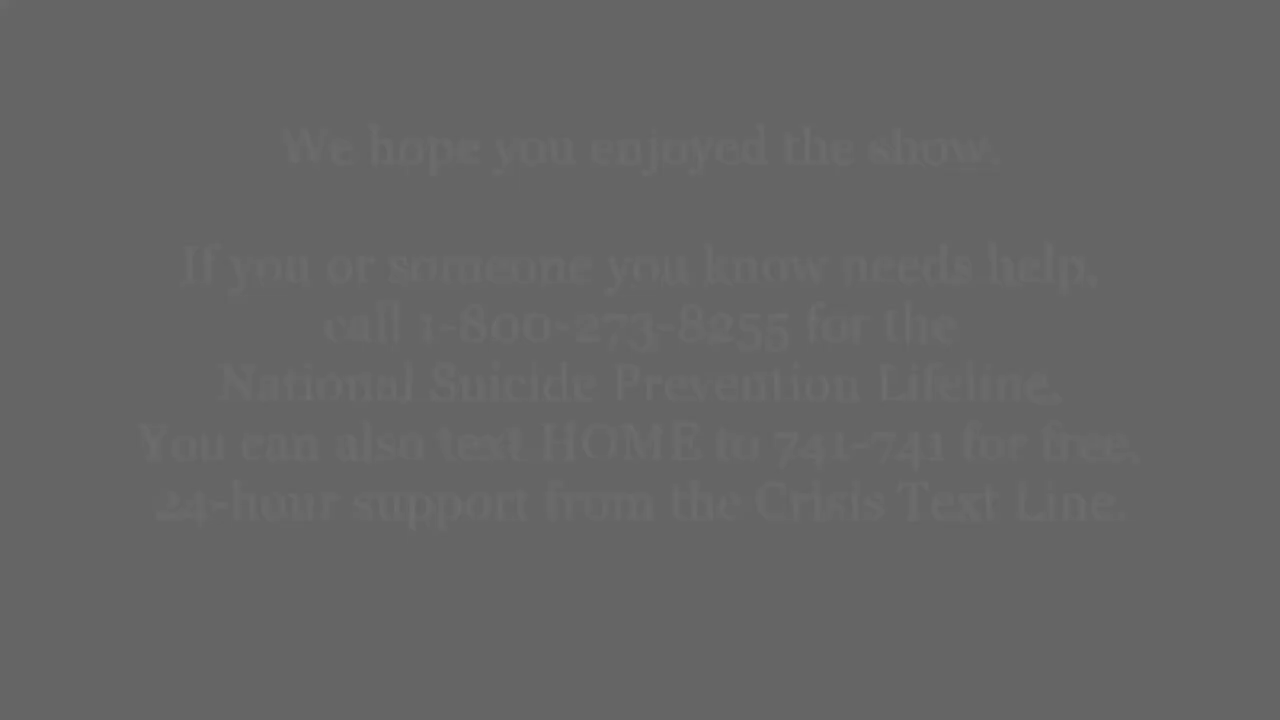 We hope you enjoyed the show.
If you or someone you know needs help,
call 1-800-273-8255 for the
National Suicide Prevention Lifeline.
You can also text HOME to 741-741 for free,
24-hour support from the Crisis Text Line.